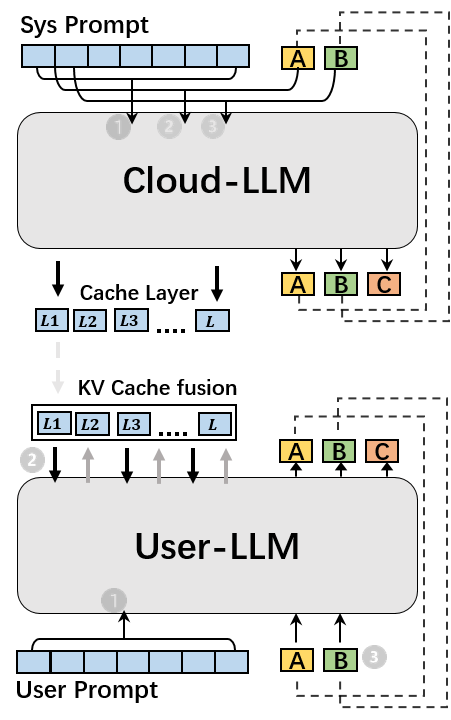 Sys Prompt
A B
1 2 3
Cloud-LLM
A B C
Cache Layer
L1 L2 L3 .... L
KV Cache fusion
L1 L2 L3 .... L
2
A B C
User-LLM
1
A B 3
User Prompt